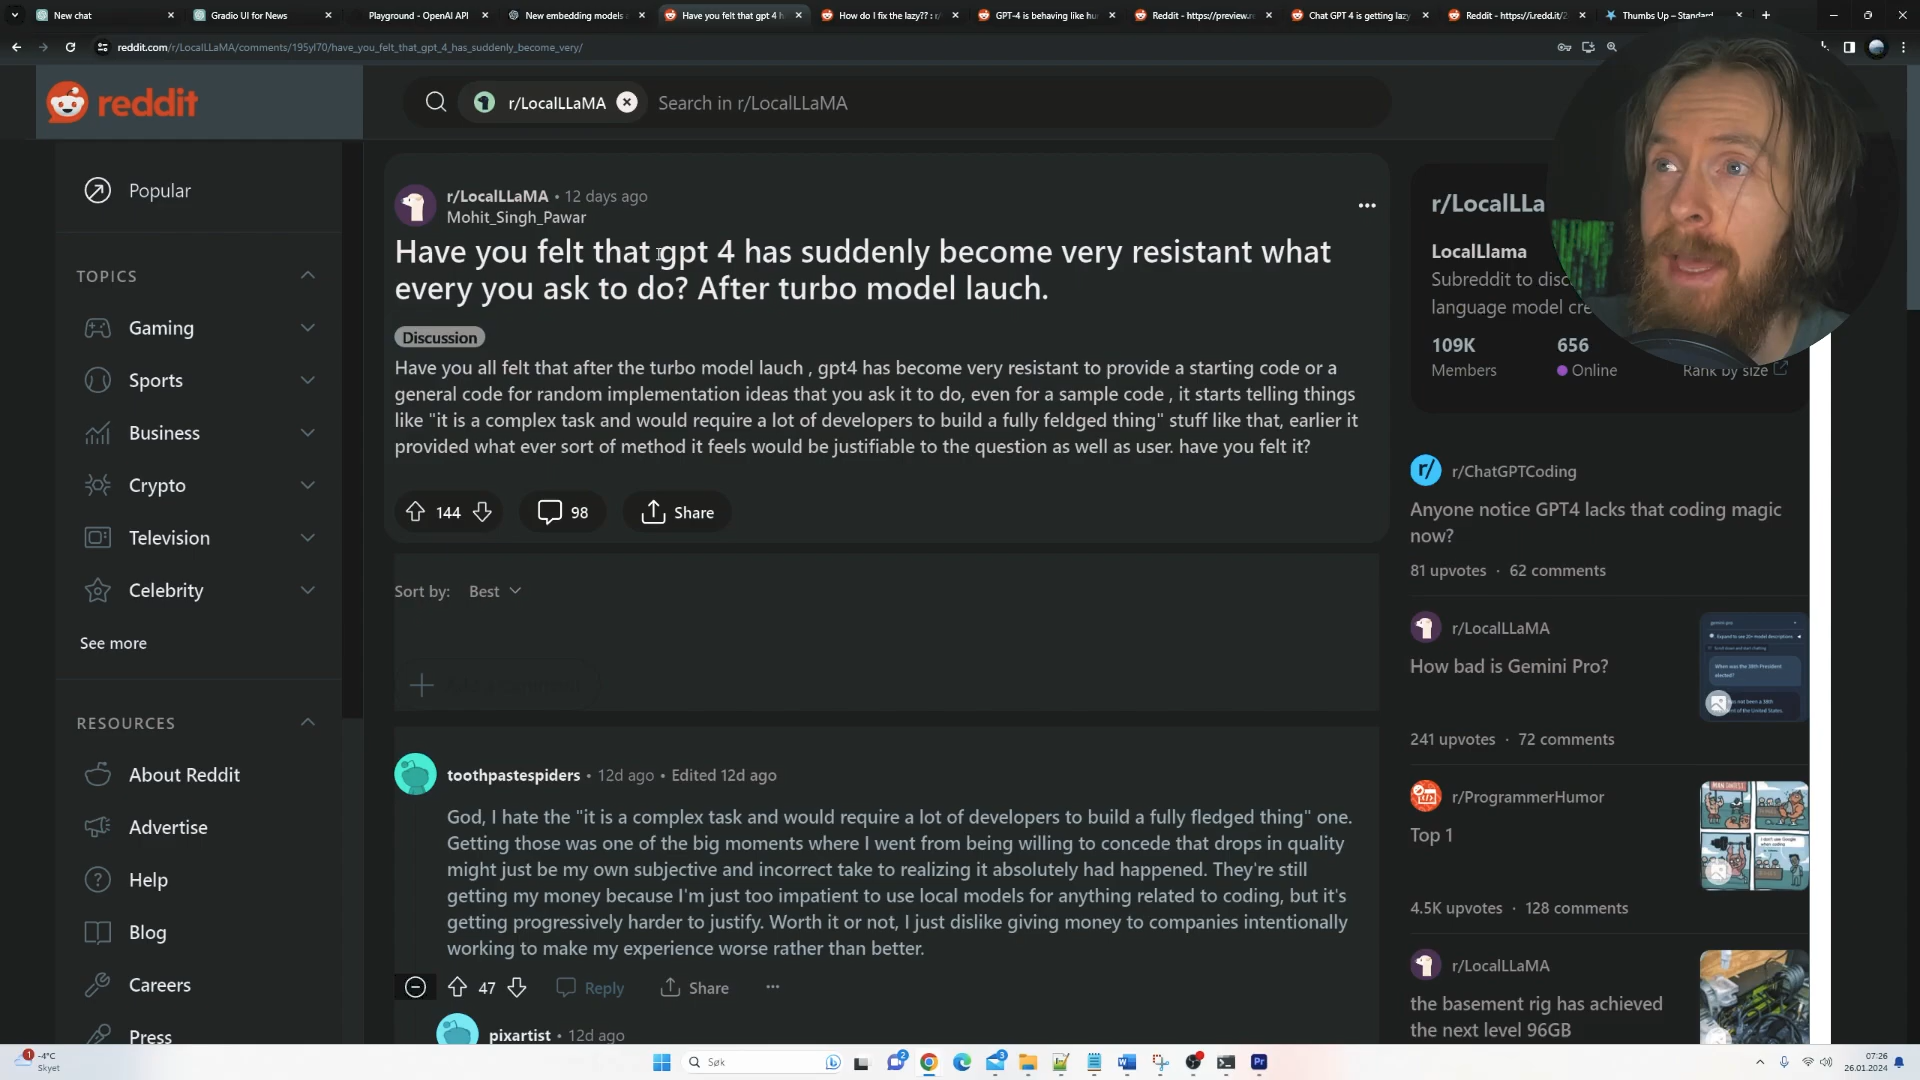 New chat
Gradio UI for News
Playground - OpenAI API
New embedding models a
Have you felt that gpt 4 h
How do I fix the lazy?? : r/
GPT-4 is behaving like hu
Reddit - https://preview.re
Chat GPT 4 is getting lazy
Reddit - https://i.redd.it/2
Thumbs Up – Standard
reddit.com/r/LocalLLaMA/comments/195yl70/have_you_felt_that_gpt_4_has_suddenly_become_very/
reddit
r/LocalLLaMA
Search in r/LocalLLaMA
Popular
TOPICS
Gaming
Sports
Business
Crypto
Television
Celebrity
See more
RESOURCES
About Reddit
Advertise
Help
Blog
Careers
Press
r/LocalLLaMA • 12 days ago
Mohit_Singh_Pawar
Have you felt that gpt 4 has suddenly become very resistant what
every you ask to do? After turbo model lauch.
Discussion
Have you all felt that after the turbo model lauch , gpt4 has become very resistant to provide a starting code or a
general code for random implementation ideas that you ask it to do, even for a sample code , it starts telling things
like "it is a complex task and would require a lot of developers to build a fully feldged thing" stuff like that, earlier it
provided what ever sort of method it feels would be justifiable to the question as well as user. have you felt it?
144
98
Share
Sort by: Best
toothpastespiders • 12d ago • Edited 12d ago
God, I hate the "it is a complex task and would require a lot of developers to build a fully fledged thing" one.
Getting those was one of the big moments where I went from being willing to concede that drops in quality
might just be my own subjective and incorrect take to realizing it absolutely had happened. They're still
getting my money because I'm just too impatient to use local models for anything related to coding, but it's
getting progressively harder to justify. Worth it or not, I just dislike giving money to companies intentionally
working to make my experience worse rather than better.
47
Reply
Share
pixartist • 12d ago
r/LocalLLa
LocalLlama
Subreddit to disc
language model cre
109K
Members
656
Online
Rank by size
r/ r/ChatGPTCoding
Anyone notice GPT4 lacks that coding magic
now?
81 upvotes · 62 comments
r/LocalLLaMA
How bad is Gemini Pro?
241 upvotes · 72 comments
r/ProgrammerHumor
Top 1
4.5K upvotes · 128 comments
r/LocalLLaMA
the basement rig has achieved
the next level 96GB
1
-4°C
Skyet
Søk
2
3
Pr
07:26
26.01.2024